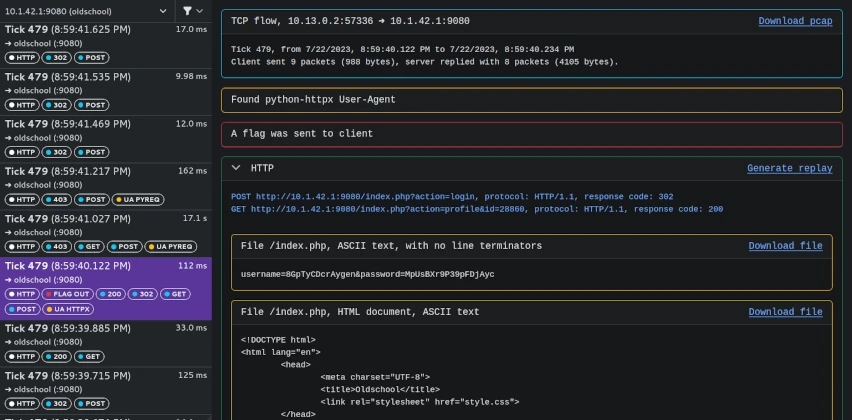 10.1.42.1:9080 (oldschool)
Tick 479 (8:59:41.625 PM) 17.0 ms
➔ oldschool (:9080)
HTTP 302 POST
Tick 479 (8:59:41.535 PM) 9.98 ms
➔ oldschool (:9080)
HTTP 302 POST
Tick 479 (8:59:41.469 PM) 12.0 ms
➔ oldschool (:9080)
HTTP 302 POST
Tick 479 (8:59:41.217 PM) 162 ms
➔ oldschool (:9080)
HTTP 403 POST UA PYREQ
Tick 479 (8:59:41.027 PM) 17.1 s
➔ oldschool (:9080)
HTTP 403 GET POST UA PYREQ
Tick 479 (8:59:40.122 PM) 112 ms
➔ oldschool (:9080)
HTTP FLAG OUT 200 302 GET
POST UA HTTPX
Tick 479 (8:59:39.885 PM) 33.0 ms
➔ oldschool (:9080)
HTTP 200 GET
Tick 479 (8:59:39.715 PM) 125 ms
➔ oldschool (:9080)
HTTP 302 POST
TCP flow, 10.13.0.2:57336 ➔ 10.1.42.1:9080 Download pcap
Tick 479, from 7/22/2023, 8:59:40.122 PM to 7/22/2023, 8:59:40.234 PM
Client sent 9 packets (988 bytes), server replied with 8 packets (4105 bytes).
Found python-httpx User-Agent
A flag was sent to client
HTTP Generate replay
POST http://10.1.42.1:9080/index.php?action=login, protocol: HTTP/1.1, response code: 302
GET http://10.1.42.1:9080/index.php?action=profile&id=28860, protocol: HTTP/1.1, response code: 200
File /index.php, ASCII text, with no line terminators Download file
username=8GpTyCDcrAygen&password=MpUsBXr9P39pFDjAyc
File /index.php, HTML document, ASCII text Download file
<!DOCTYPE html>
<html lang="en">
<head>
<meta charset="UTF-8">
<title>Oldschool</title>
<link rel="stylesheet" href="style.css">
</head>